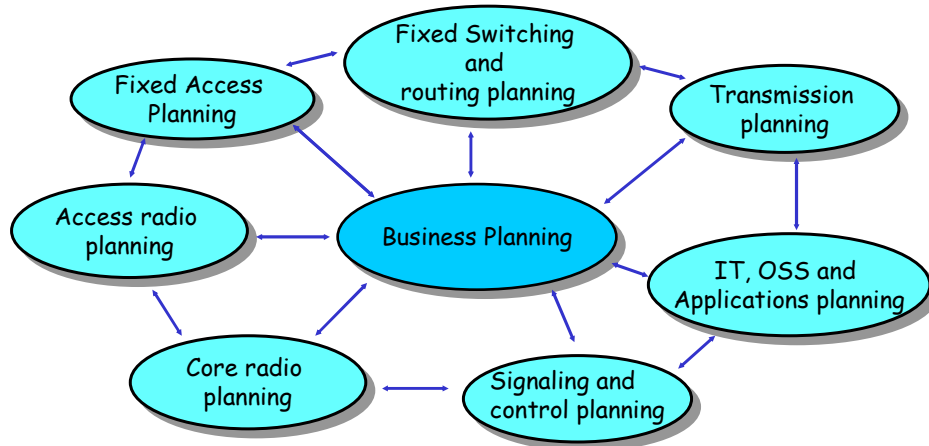 Fixed Switching
and
routing planning
Fixed Access
Planning
Transmission
planning
Access radio
planning
Business Planning
IT, OSS and
Applications planning
Core radio
planning
Signaling and
control planning